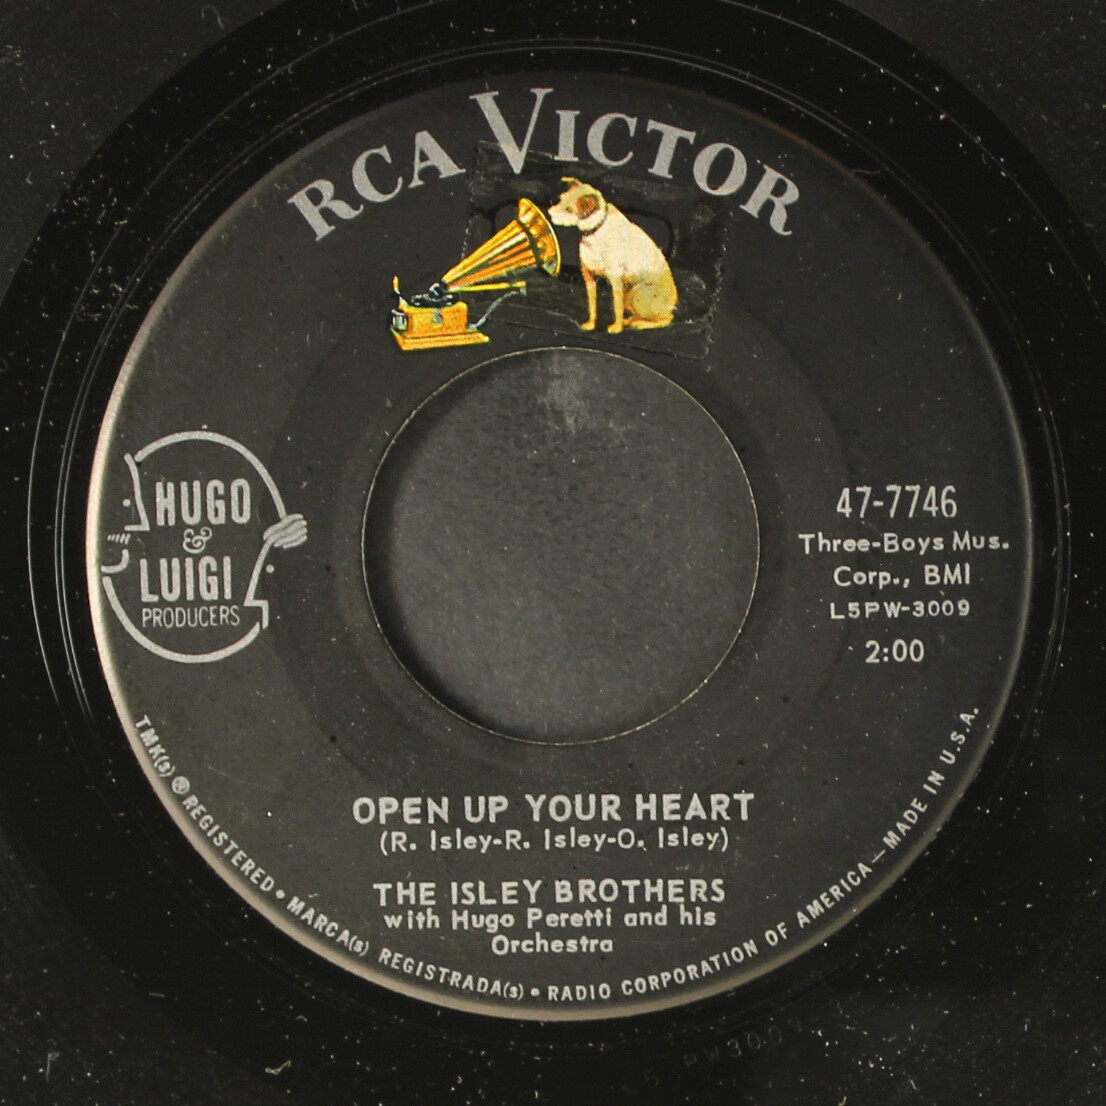 RCA VICTOR
HUGO
&
LUIGI
PRODUCERS
47-7746
Three-Boys Mus.
Corp., BMI
L5PW-3009
2:00
OPEN UP YOUR HEART
(R. Isley-R. Isley-O. Isley)
THE ISLEY BROTHERS
with Hugo Peretti and his
Orchestra
TMK(s) ® REGISTERED • MARCA(s) REGISTRADA(s) • RADIO CORPORATION OF AMERICA — MADE IN U.S.A.